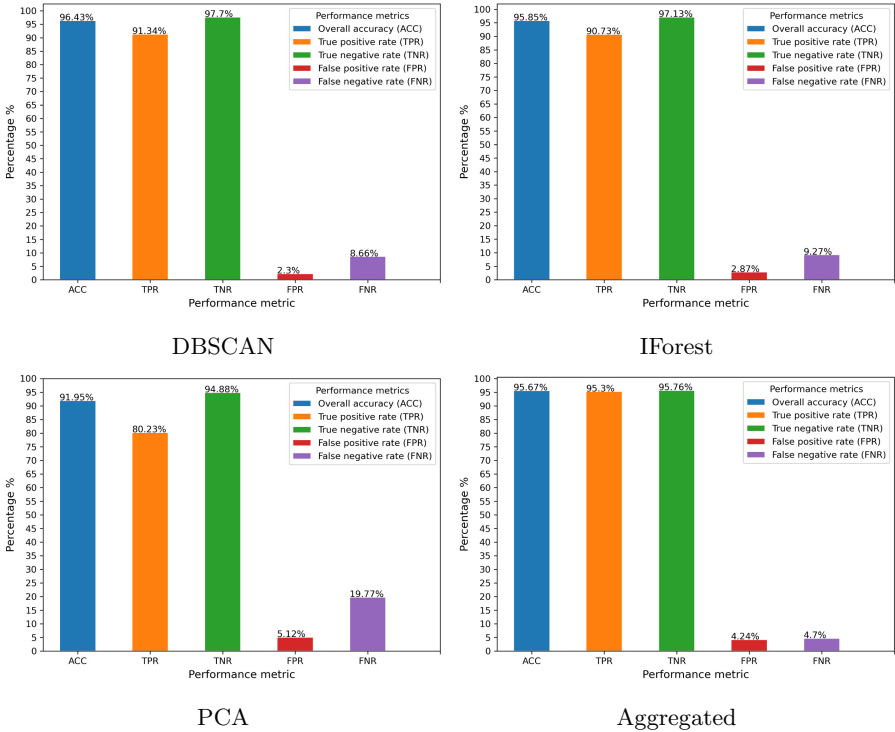 96.43%
91.34%
97.7%
2.3%
8.66%
Performance metrics
Overall accuracy (ACC)
True positive rate (TPR)
True negative rate (TNR)
False positive rate (FPR)
False negative rate (FNR)
Percentage %
100
95
90
85
80
75
70
65
60
55
50
45
40
35
30
25
20
15
10
5
0
ACC TPR TNR FPR FNR
Performance metric
DBSCAN
95.85%
90.73%
97.13%
2.87%
9.27%
Performance metrics
Overall accuracy (ACC)
True positive rate (TPR)
True negative rate (TNR)
False positive rate (FPR)
False negative rate (FNR)
Percentage %
100
95
90
85
80
75
70
65
60
55
50
45
40
35
30
25
20
15
10
5
0
ACC TPR TNR FPR FNR
Performance metric
IForest
91.95%
80.23%
94.88%
5.12%
19.77%
Performance metrics
Overall accuracy (ACC)
True positive rate (TPR)
True negative rate (TNR)
False positive rate (FPR)
False negative rate (FNR)
Percentage %
100
95
90
85
80
75
70
65
60
55
50
45
40
35
30
25
20
15
10
5
0
ACC TPR TNR FPR FNR
Performance metric
PCA
95.67%
95.3%
95.76%
4.24%
4.7%
Performance metrics
Overall accuracy (ACC)
True positive rate (TPR)
True negative rate (TNR)
False positive rate (FPR)
False negative rate (FNR)
Percentage %
100
95
90
85
80
75
70
65
60
55
50
45
40
35
30
25
20
15
10
5
0
ACC TPR TNR FPR FNR
Performance metric
Aggregated